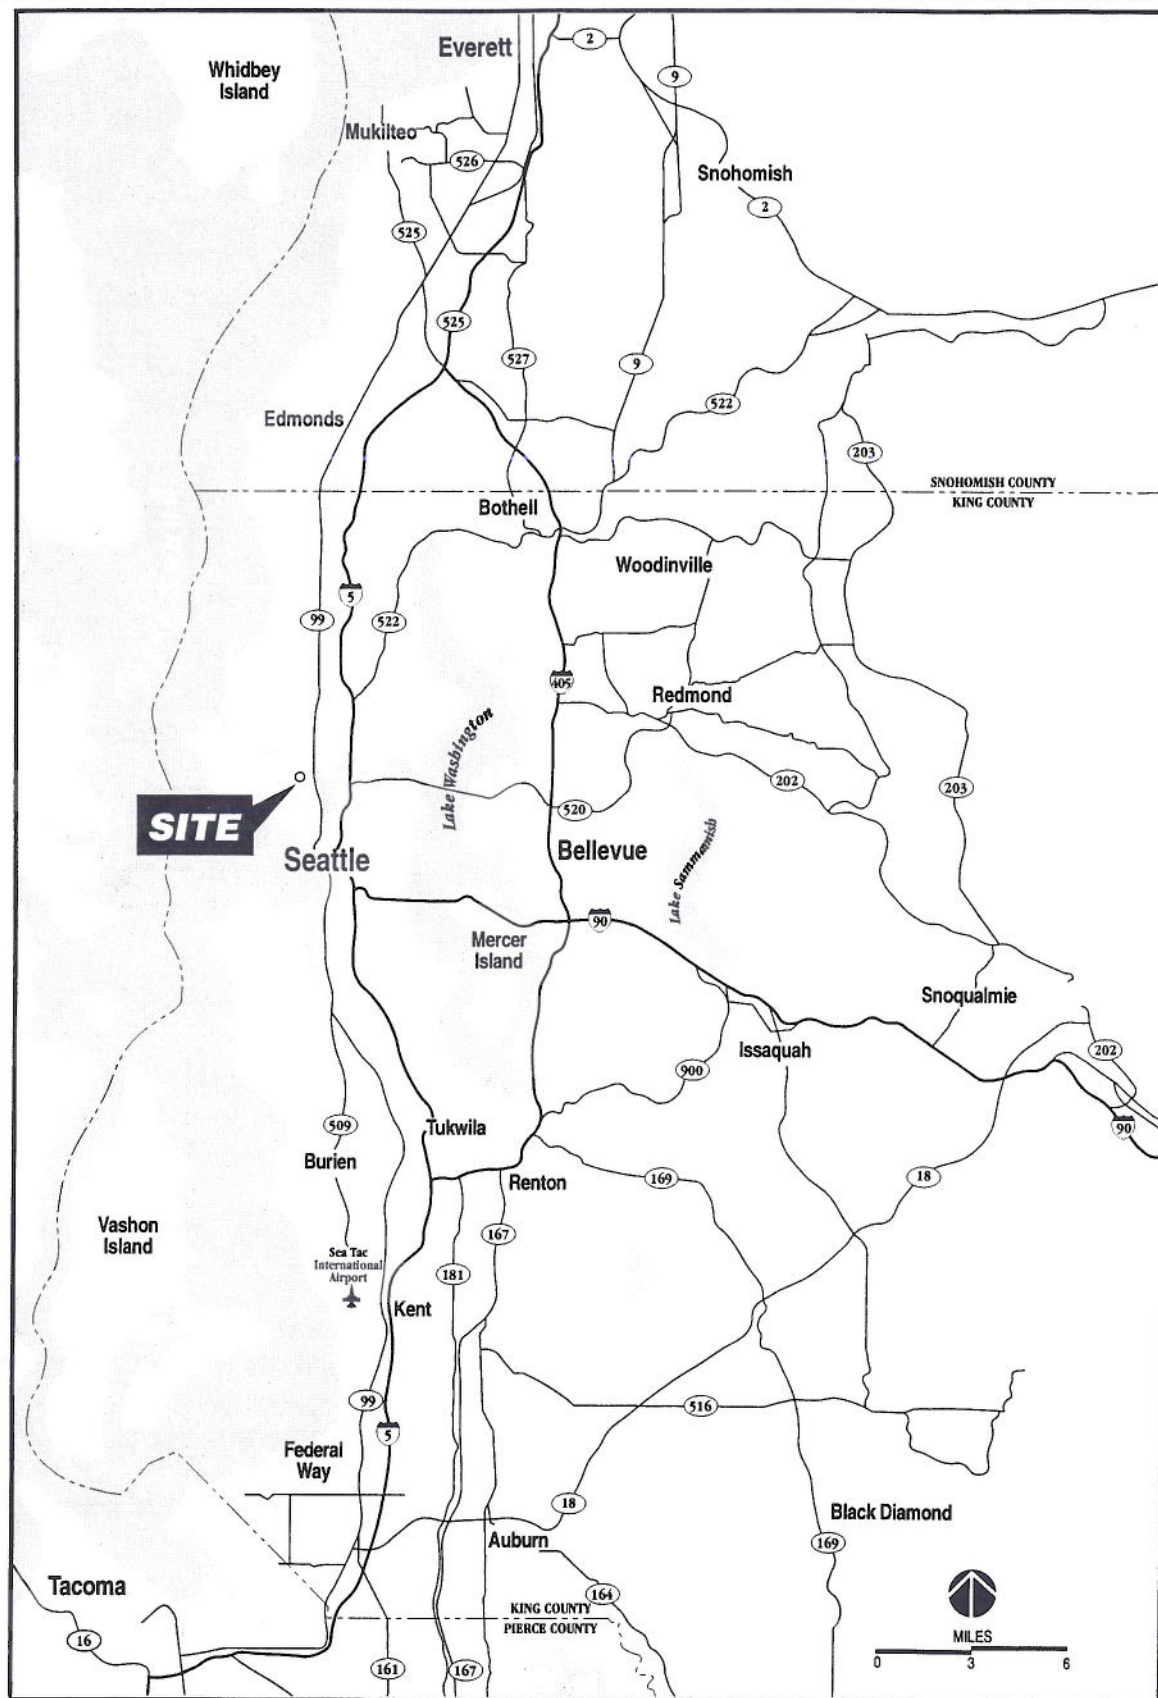 Everett
2
9
Whidbey
Island
Mukilteo
526
Snohomish
2
525
525
527
9
522
Edmonds
203
SNOHOMISH COUNTY
KING COUNTY
Bothell
Woodinville
5
99
522
405
Redmond
Lake Washington
202
203
520
SITE
Seattle
Bellevue
Lake Sammamish
90
Mercer
Island
Snoqualmie
Issaquah
202
900
90
509
Tukwila
Burien
18
169
Renton
Vashon
Island
167
Sea Tac
International
Airport
181
Kent
99
516
5
Federal
Way
18
Black Diamond
Auburn
169
Tacoma
164
KING COUNTY
PIERCE COUNTY
16
161
167
MILES
0 3 6